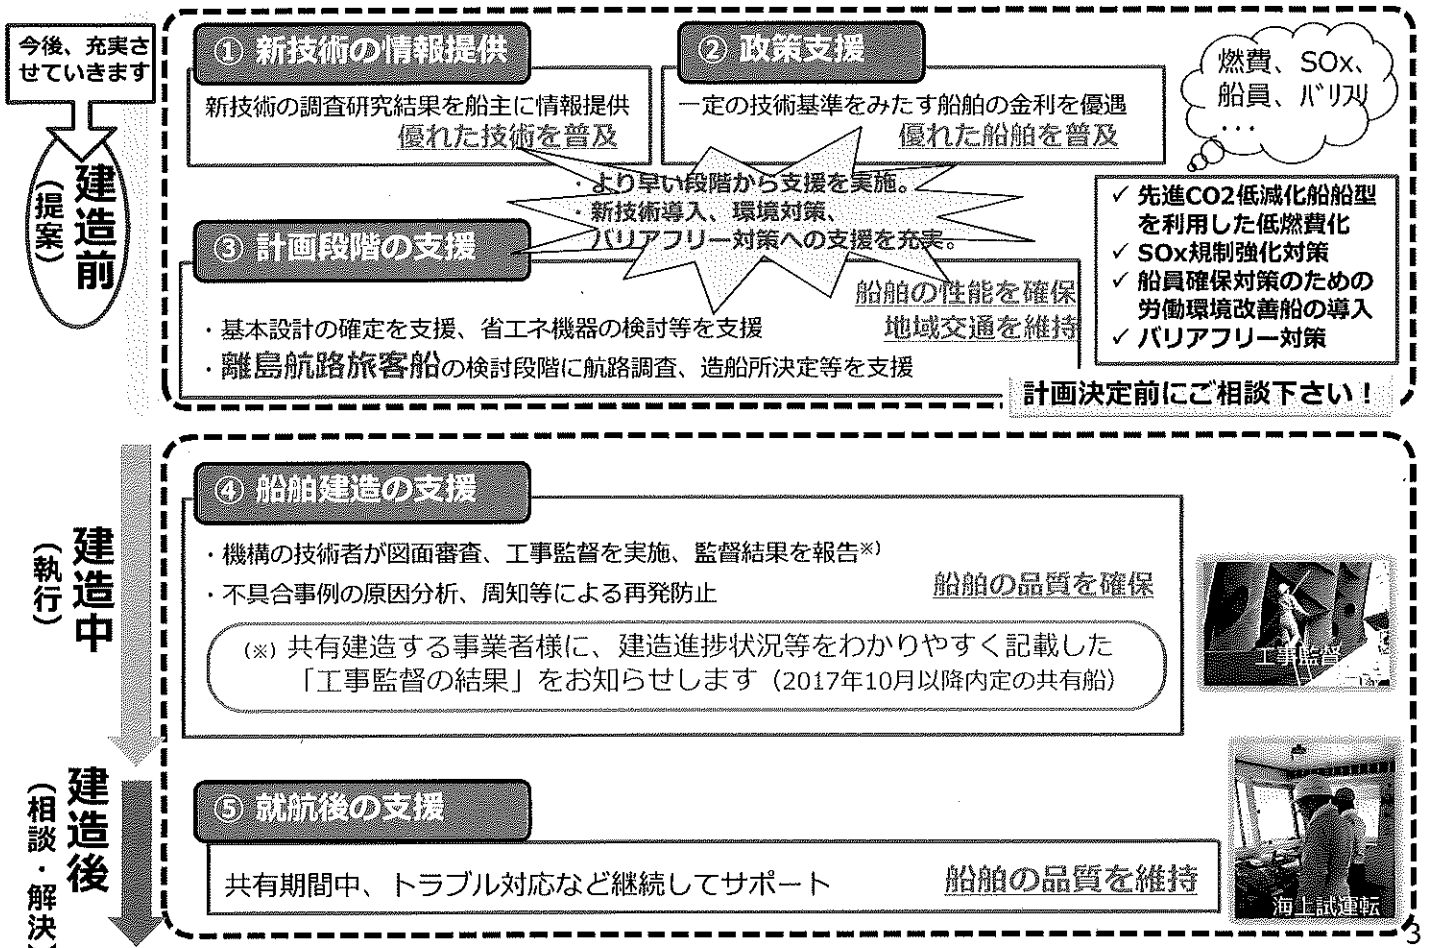 今後、充実さ
せていきます
建造前
(提案)
① 新技術の情報提供
新技術の調査研究結果を船主に情報提供
優れた技術を普及
② 政策支援
一定の技術基準をみたす船舶の金利を優遇
優れた船舶を普及
燃費、SOx、
船員、バリフリ
・・・
・より早い段階から支援を実施。
・新技術導入、環境対策、
バリアフリー対策への支援を充実。
✓ 先進CO2低減化船船型
を利用した低燃費化
✓ SOx規制強化対策
✓ 船員確保対策のための
労働環境改善船の導入
✓ バリアフリー対策
③ 計画段階の支援
船舶の性能を確保
地域交通を維持
・基本設計の確定を支援、省エネ機器の検討等を支援
・離島航路旅客船の検討段階に航路調査、造船所決定等を支援
計画決定前にご相談下さい!
建造中
(執行)
④ 船舶建造の支援
・機構の技術者が図面審査、工事監督を実施、監督結果を報告※)
・不具合事例の原因分析、周知等による再発防止
船舶の品質を確保
(※) 共有建造する事業者様に、建造進捗状況等をわかりやすく記載した
「工事監督の結果」をお知らせします(2017年10月以降内定の共有船)
工事監督
建造後
(相談・解決)
⑤ 就航後の支援
共有期間中、トラブル対応など継続してサポート
船舶の品質を維持
海上試運転
3